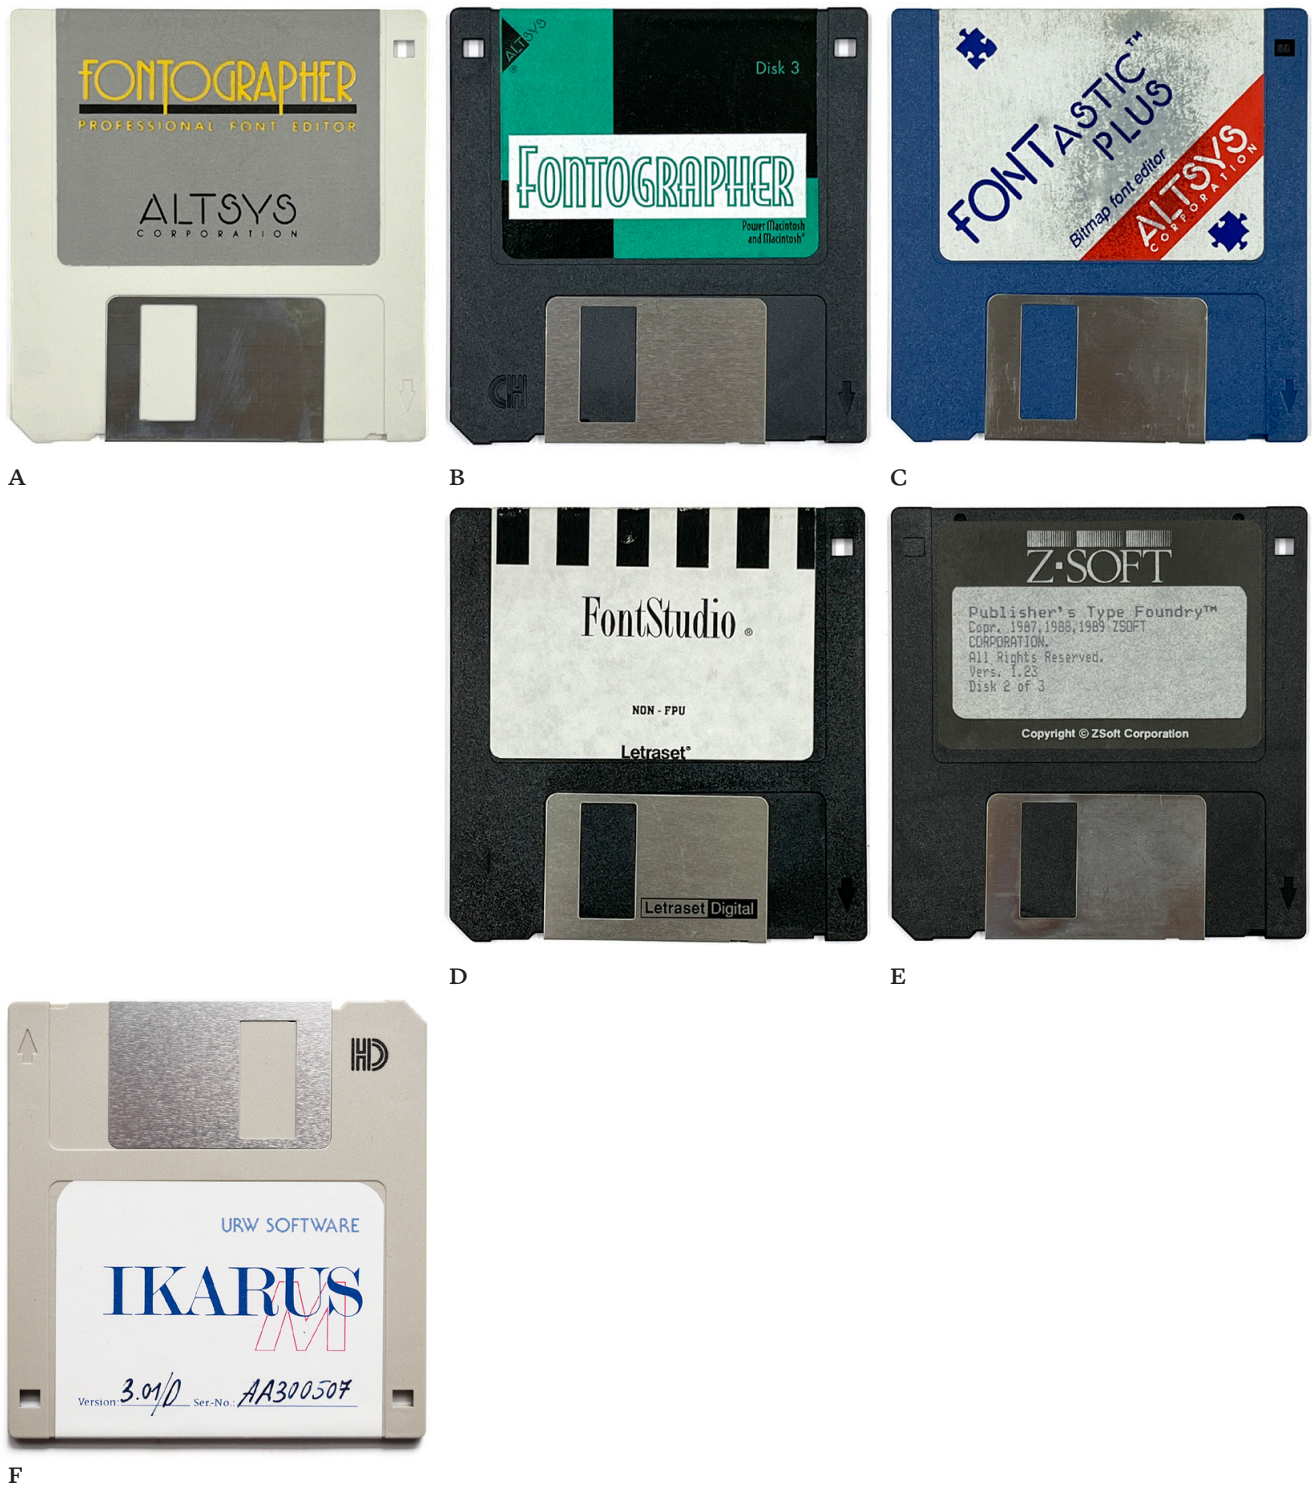 FONTOGRAPHER
PROFESSIONAL FONT EDITOR
ALTSYS
CORPORATION
A
ALTSYS
®
Disk 3
FONTOGRAPHER
Power Macintosh
and Macintosh®
B
HD
FONTASTIC™
PLUS
Bitmap font editor
ALTSYS
CORPORATION
C
FontStudio®
NON - FPU
Letraset®
Letraset Digital
D
Z·SOFT
Publisher's Type Foundry™
Copr. 1987,1988,1989 ZSOFT
CORPORATION.
All Rights Reserved.
Vers. 1.23
Disk 2 of 3
Copyright © ZSoft Corporation
E
HD
URW SOFTWARE
IKARUS
M
Version: 3.01/D Ser.-No.: AA300507
F